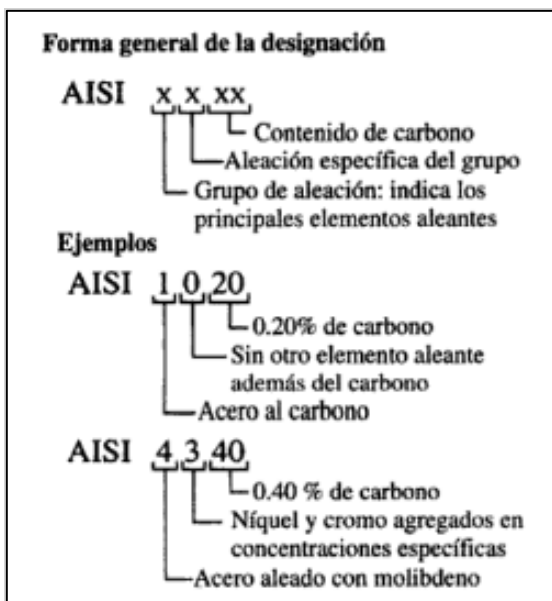 Forma general de la designación
AISI x x xx
Contenido de carbono
Aleación específica del grupo
Grupo de aleación: indica los
principales elementos aleantes
Ejemplos
AISI 1 0 20
0.20% de carbono
Sin otro elemento aleante
además del carbono
Acero al carbono
AISI 4 3 40
0.40 % de carbono
Níquel y cromo agregados en
concentraciones específicas
Acero aleado con molibdeno